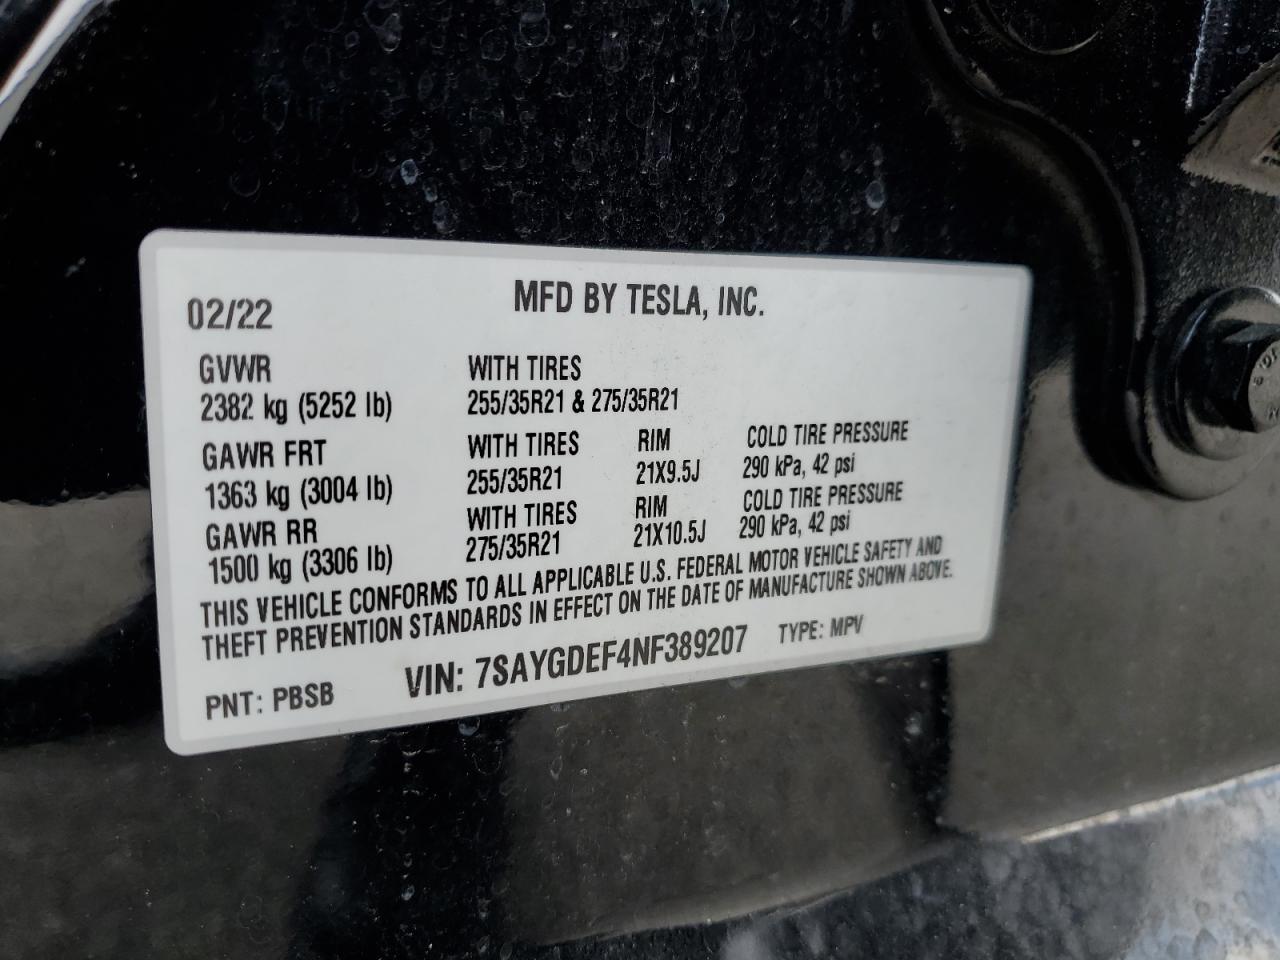 MFD BY TESLA, INC.
02/22
GVWR
2382 kg (5252 lb)
WITH TIRES
255/35R21 & 275/35R21
GAWR FRT
1363 kg (3004 lb)
WITH TIRES
255/35R21
RIM
21X9.5J
COLD TIRE PRESSURE
290 kPa, 42 psi
GAWR RR
1500 kg (3306 lb)
WITH TIRES
275/35R21
RIM
21X10.5J
COLD TIRE PRESSURE
290 kPa, 42 psi
THIS VEHICLE CONFORMS TO ALL APPLICABLE U.S. FEDERAL MOTOR VEHICLE SAFETY AND
THEFT PREVENTION STANDARDS IN EFFECT ON THE DATE OF MANUFACTURE SHOWN ABOVE.
PNT: PBSB
VIN: 7SAYGDEF4NF389207
TYPE: MPV